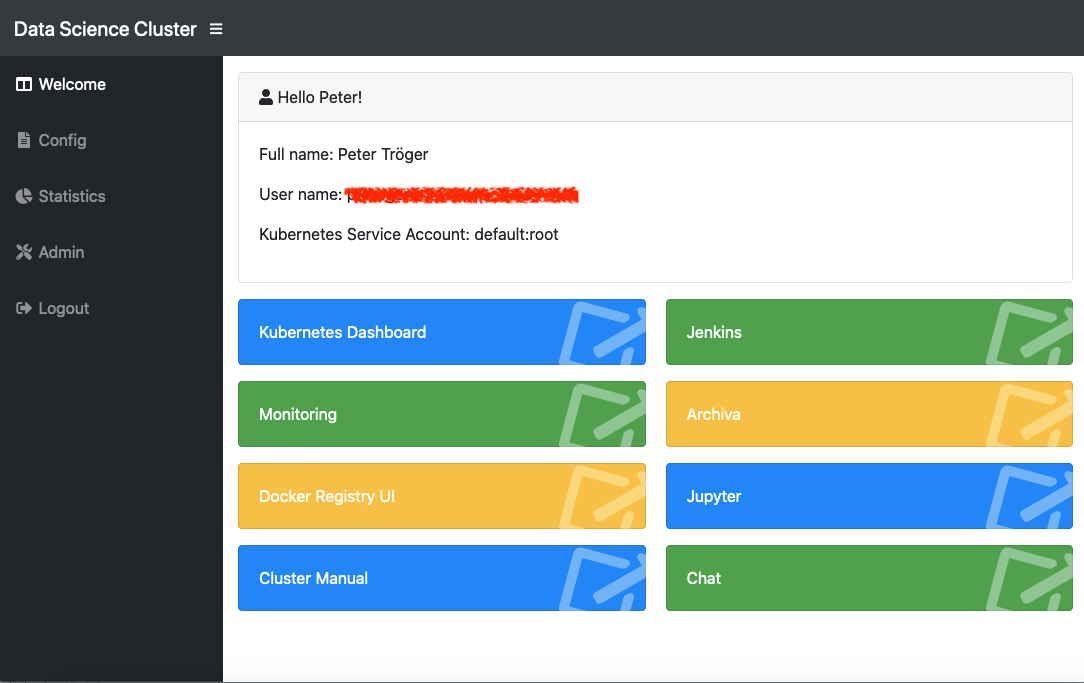 Data Science Cluster
Welcome
Config
Statistics
Admin
Logout
Hello Peter!
Full name: Peter Tröger
User name:
Kubernetes Service Account: default:root
Kubernetes Dashboard
Jenkins
Monitoring
Archiva
Docker Registry UI
Jupyter
Cluster Manual
Chat